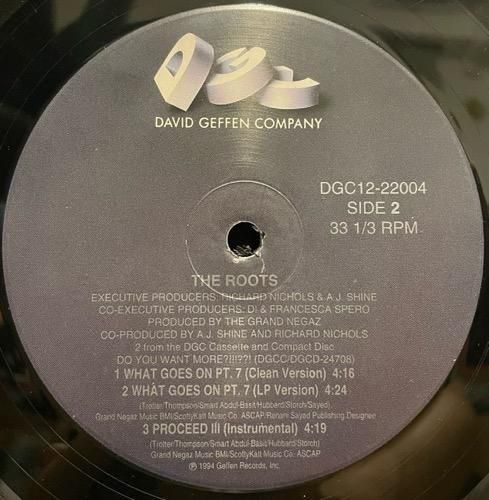 DGC
DAVID GEFFEN COMPANY
DGC12-22004
SIDE 2
33 1/3 RPM
THE ROOTS
EXECUTIVE PRODUCERS: RICHARD NICHOLS & A.J. SHINE
CO-EXECUTIVE PRODUCERS: DI & FRANCESCA SPERO
PRODUCED BY THE GRAND NEGAZ
CO-PRODUCED BY A.J. SHINE AND RICHARD NICHOLS
2 from the DGC Cassette and Compact Disc
DO YOU WANT MORE?!!!??! (DGCC/DGCD-24708)
1 WHAT GOES ON PT. 7 (Clean Version) 4:16
2 WHAT GOES ON PT. 7 (LP Version) 4:24
(Trotter/Thompson/Smart Abdul-Basit/Hubbard/Storch/Sayed)
Grand Negaz Music BMI/ScottyKatt Music Co. ASCAP/Renami Sayed Publishing Designee
3 PROCEED III (Instrumental) 4:19
(Trotter/Thompson/Smart Abdul-Basit/Hubbard/Storch)
Grand Negaz Music BMI/ScottyKatt Music Co. ASCAP
℗ 1994 Geffen Records, Inc.